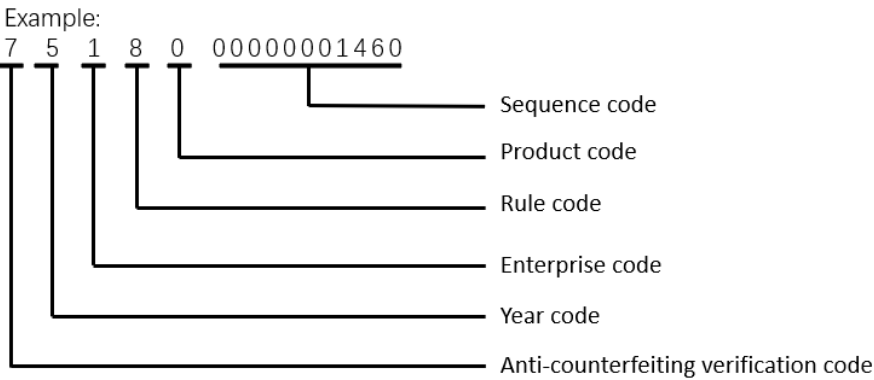 Example:
7 5 1 8 0 00000001460
Sequence code
Product code
Rule code
Enterprise code
Year code
Anti-counterfeiting verification code